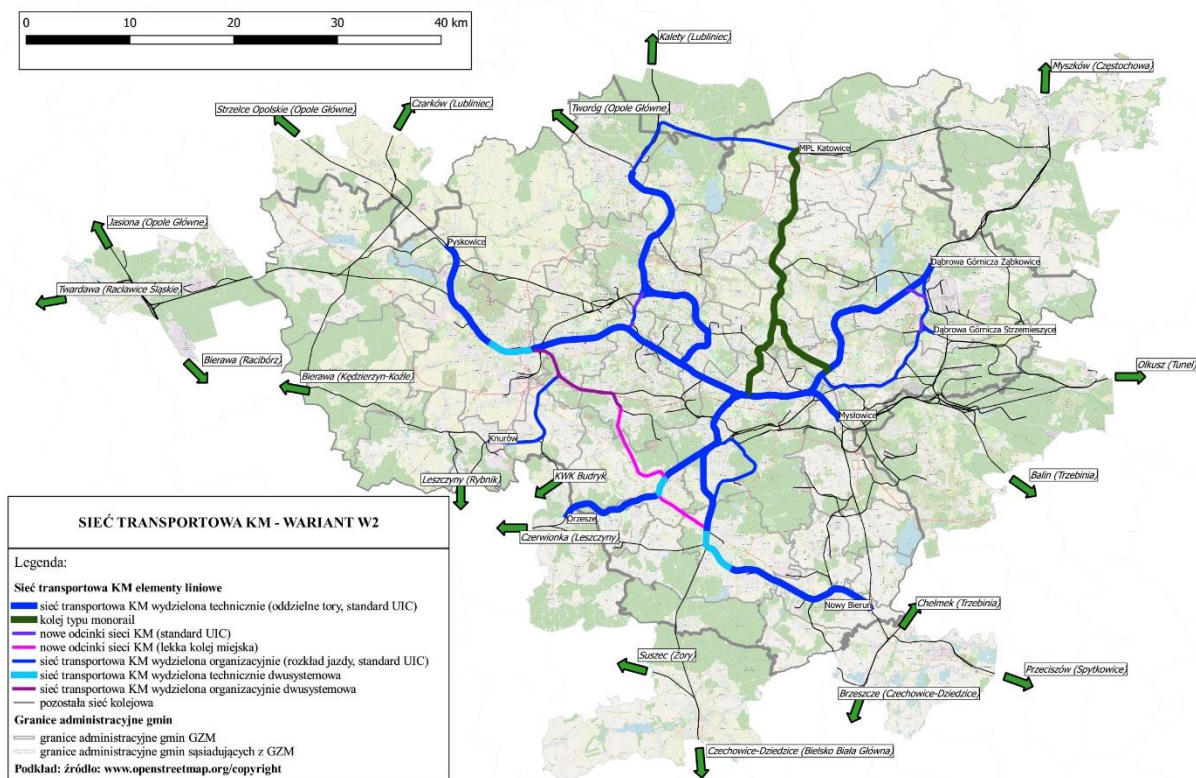 0 10 20 30 40 km
Kalety (Lubliniec)
Myszków (Częstochowa)
Strzelce Opolskie (Opole Główne)
Czarków (Lubliniec)
Tworóg (Opole Główne)
MPL Katowice
Jasiona (Opole Główne)
Pyskowice
Dąbrowa Górnicza Ząbkowice
Twardawa (Racławice Śląskie)
Dąbrowa Górnicza Strzemieszyce
Bierawa (Racibórz)
Olkusz (Tunel)
Bierawa (Kędzierzyn-Koźle)
Mysłowice
Knurów
Leszczyny (Rybnik)
KWK Budryk
Balin (Trzebinia)
Orzesze
Czerwionka (Leszczyny)
Nowy Bieruń
Chełmek (Trzebinia)
Suszec (Żory)
Przeciszów (Spytkowice)
Brzeszcze (Czechowice-Dziedzice)
Czechowice-Dziedzice (Bielsko Biała Główna)
SIEĆ TRANSPORTOWA KM - WARIANT W2
Legenda:
Sieć transportowa KM elementy liniowe
sieć transportowa KM wydzielona technicznie (oddzielne tory, standard UIC)
kolej typu monorail
nowe odcinki sieci KM (standard UIC)
nowe odcinki sieci KM (lekka kolej miejska)
sieć transportowa KM wydzielona organizacyjnie (rozkład jazdy, standard UIC)
sieć transportowa KM wydzielona technicznie dwusystemowa
sieć transportowa KM wydzielona organizacyjnie dwusystemowa
pozostała sieć kolejowa
Granice administracyjne gmin
granice administracyjne gmin GZM
granice administracyjne gmin sąsiadujących z GZM
Podkład: źródło: www.openstreetmap.org/copyright